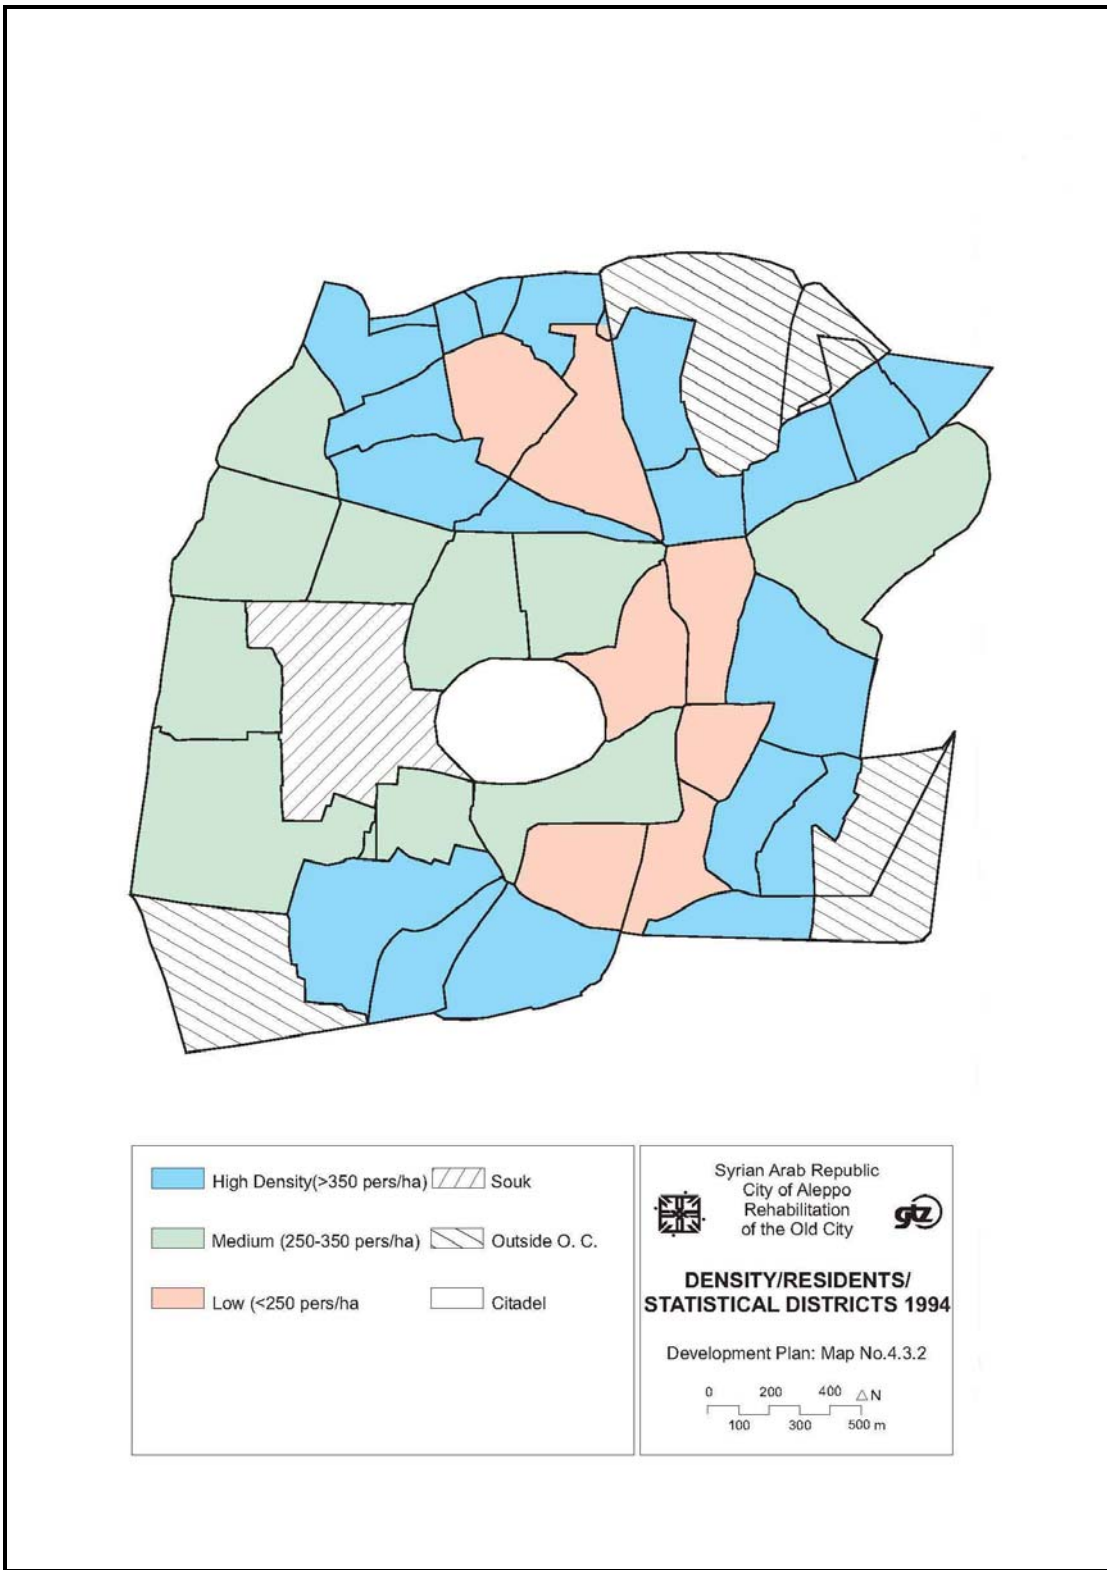 High Density(>350 pers/ha)
Souk
Medium (250-350 pers/ha)
Outside O. C.
Low (<250 pers/ha
Citadel
Syrian Arab Republic
City of Aleppo
Rehabilitation
of the Old City
gtz
DENSITY/RESIDENTS/
STATISTICAL DISTRICTS 1994
Development Plan: Map No.4.3.2
0 200 400 N
100 300 500 m